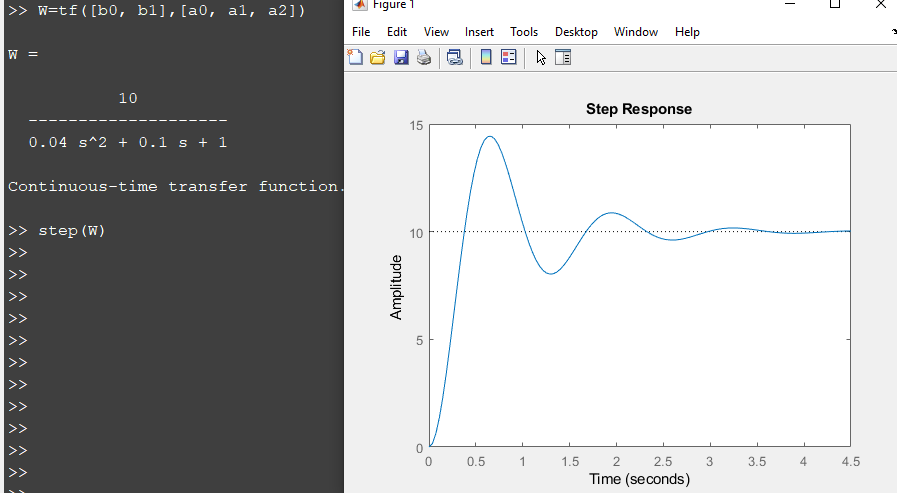 >> W=tf([b0, b1],[a0, a1, a2])
W =
10
--------------------
0.04 s^2 + 0.1 s + 1
Continuous-time transfer function.
>> step(W)
>>
>>
>>
>>
>>
>>
>>
>>
>>
>>
>>
Figure 1
File Edit View Insert Tools Desktop Window Help
Step Response
15
10
5
0
Amplitude
0 0.5 1 1.5 2 2.5 3 3.5 4 4.5
Time (seconds)